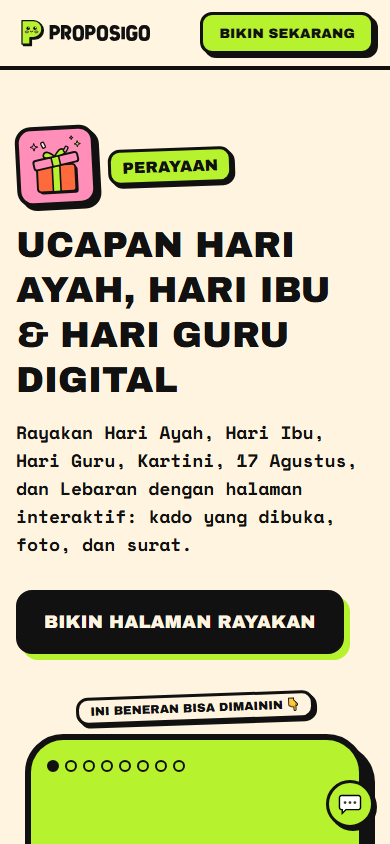 PROPOSIGO
BIKIN SEKARANG
PERAYAAN
UCAPAN HARI
AYAH, HARI IBU
& HARI GURU
DIGITAL
Rayakan Hari Ayah, Hari Ibu,
Hari Guru, Kartini, 17 Agustus,
dan Lebaran dengan halaman
interaktif: kado yang dibuka,
foto, dan surat.
BIKIN HALAMAN RAYAKAN
INI BENERAN BISA DIMAININ 👇